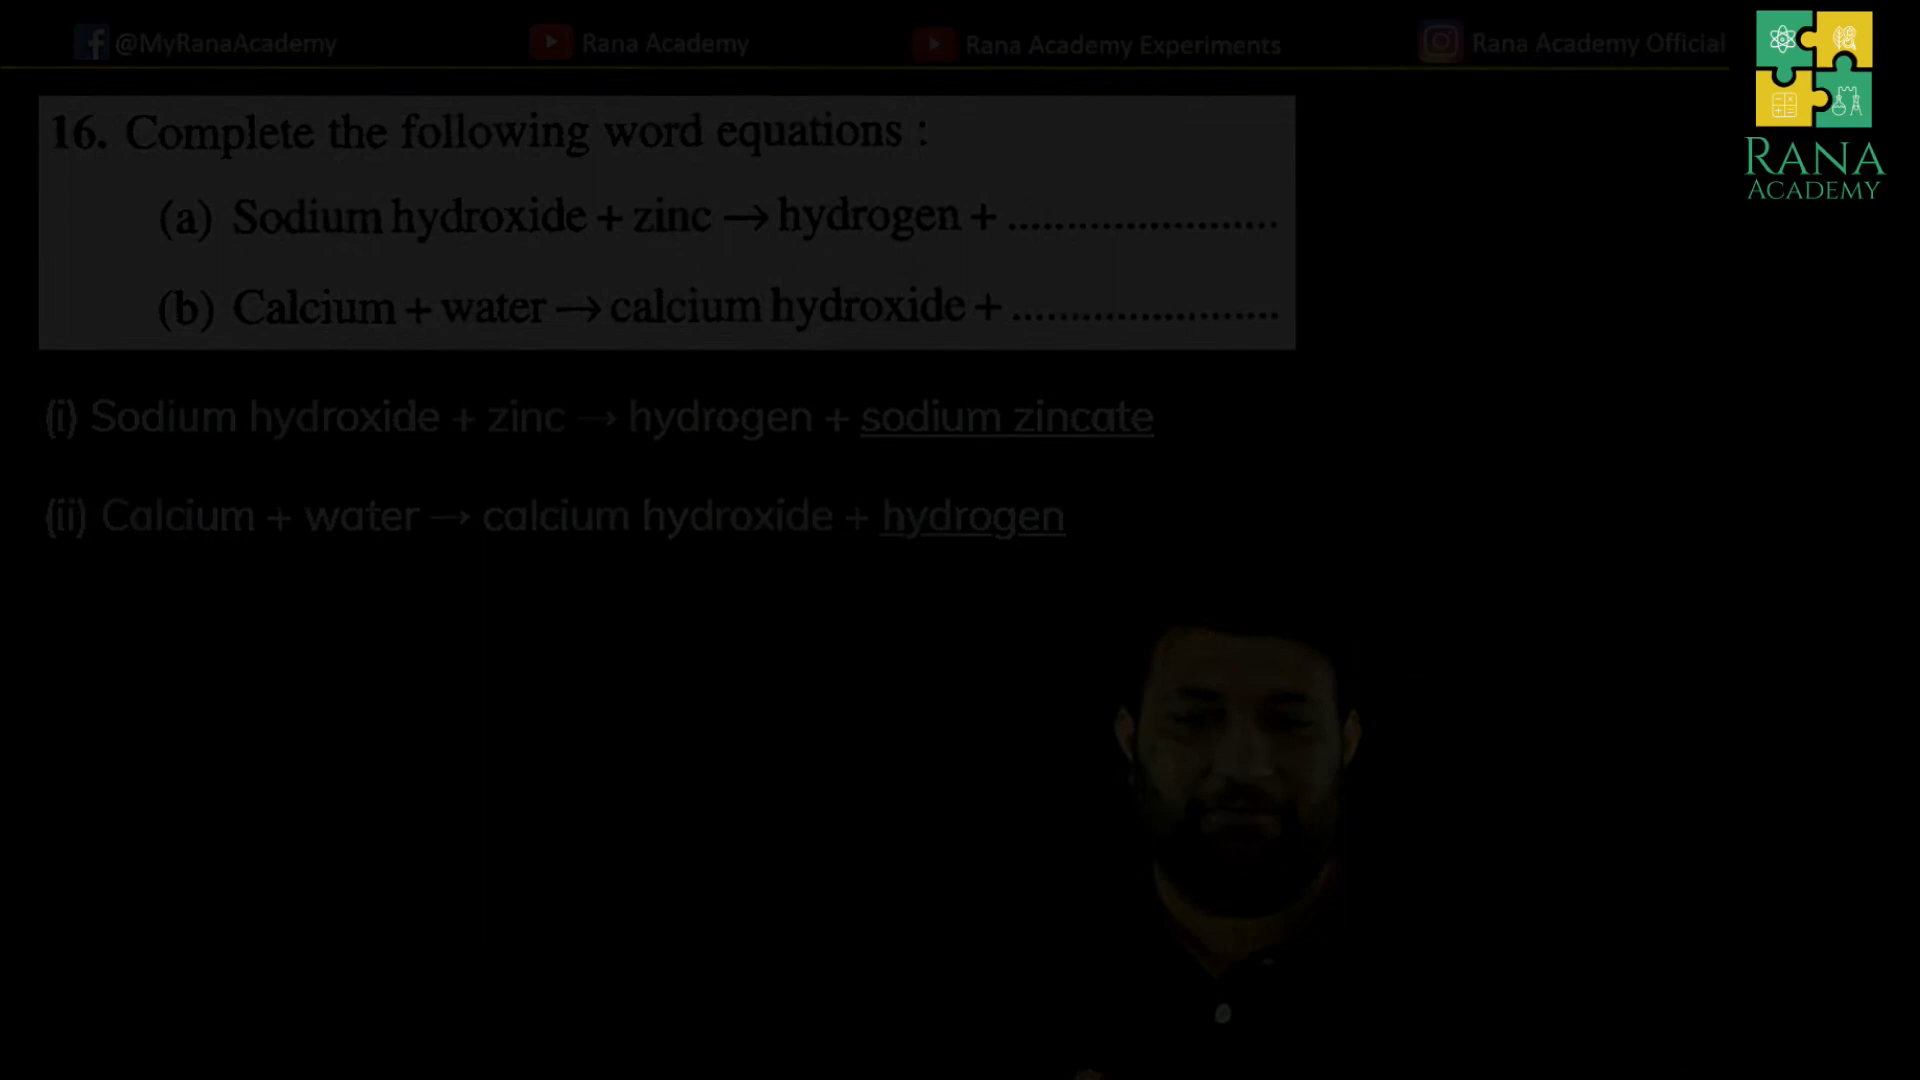 @MyRanaAcademy Rana Academy Rana Academy Experiments Rana Academy Official
RANA
ACADEMY
16. Complete the following word equations :
(a) Sodium hydroxide + zinc → hydrogen + ......................
(b) Calcium + water → calcium hydroxide + ......................
(i) Sodium hydroxide + zinc → hydrogen + sodium zincate
(ii) Calcium + water → calcium hydroxide + hydrogen